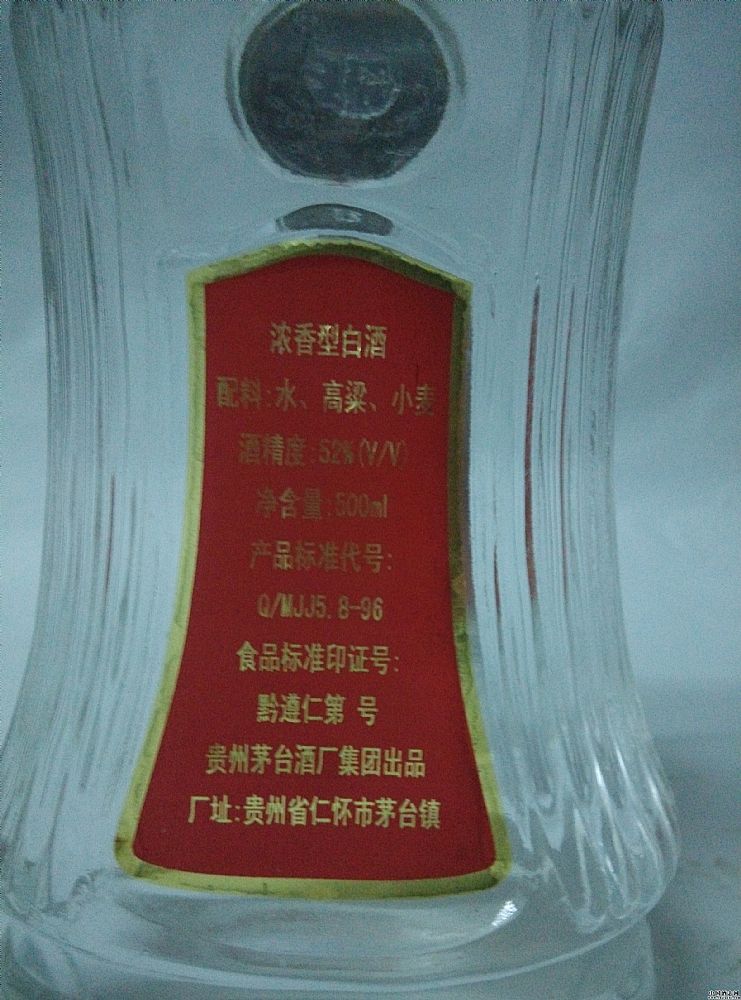 浓香型白酒
配料:水、高粱、小麦
酒精度:52%(V/V)
净含量:500ml
产品标准代号:
Q/MJJ5.8-96
食品标准印证号:
黔遵仁第 号
贵州茅台酒厂集团出品
厂址:贵州省仁怀市茅台镇